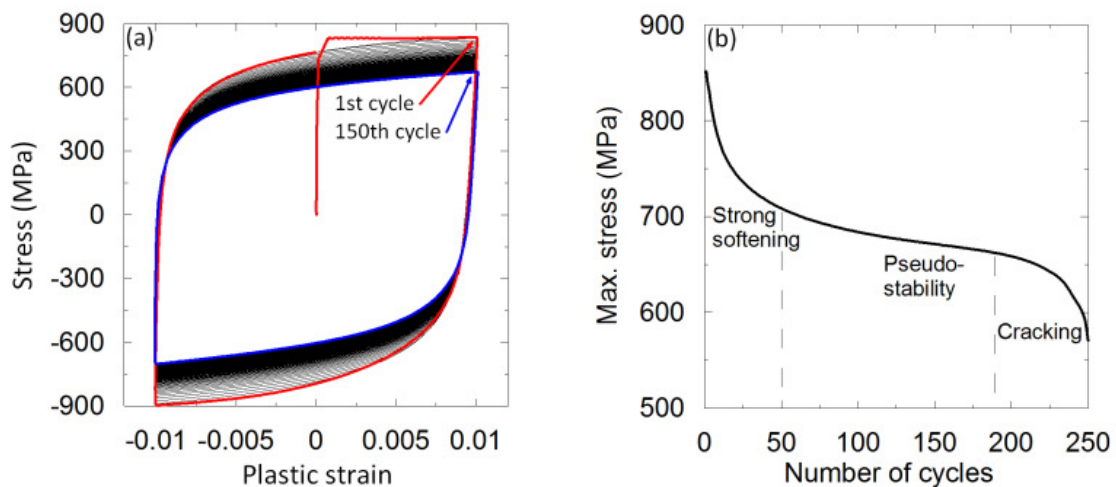 (a)
900
600
300
0
-300
-600
-900
Stress (MPa)
1st cycle
150th cycle
-0.01 -0.005 0 0.005 0.01
Plastic strain
(b)
900
800
700
600
500
Max. stress (MPa)
Strong
softening
Pseudo-
stability
Cracking
0 50 100 150 200 250
Number of cycles